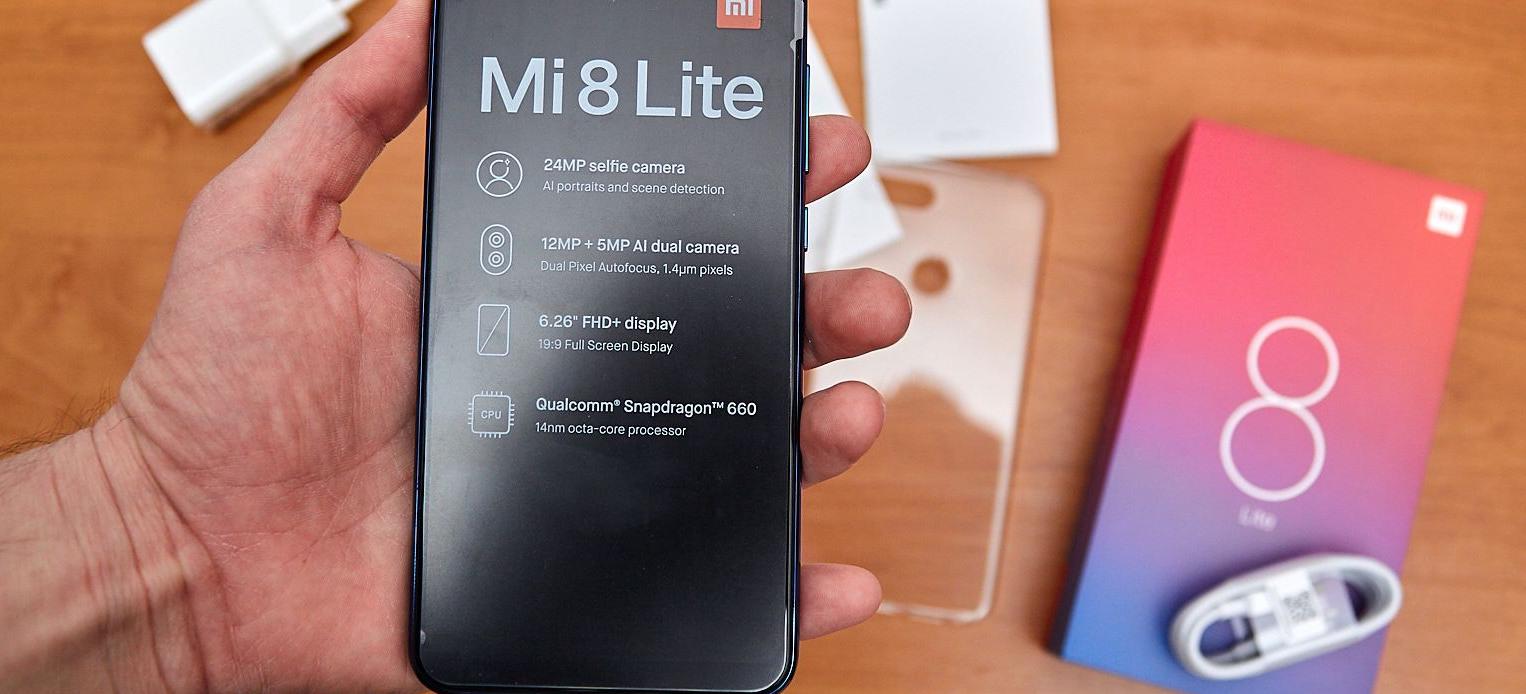 mi
Mi 8 Lite
24MP selfie camera
AI portraits and scene detection
12MP + 5MP AI dual camera
Dual Pixel Autofocus, 1.4μm pixels
6.26" FHD+ display
19:9 Full Screen Display
CPU
Qualcomm® Snapdragon™ 660
14nm octa-core processor
mi
8
Lite